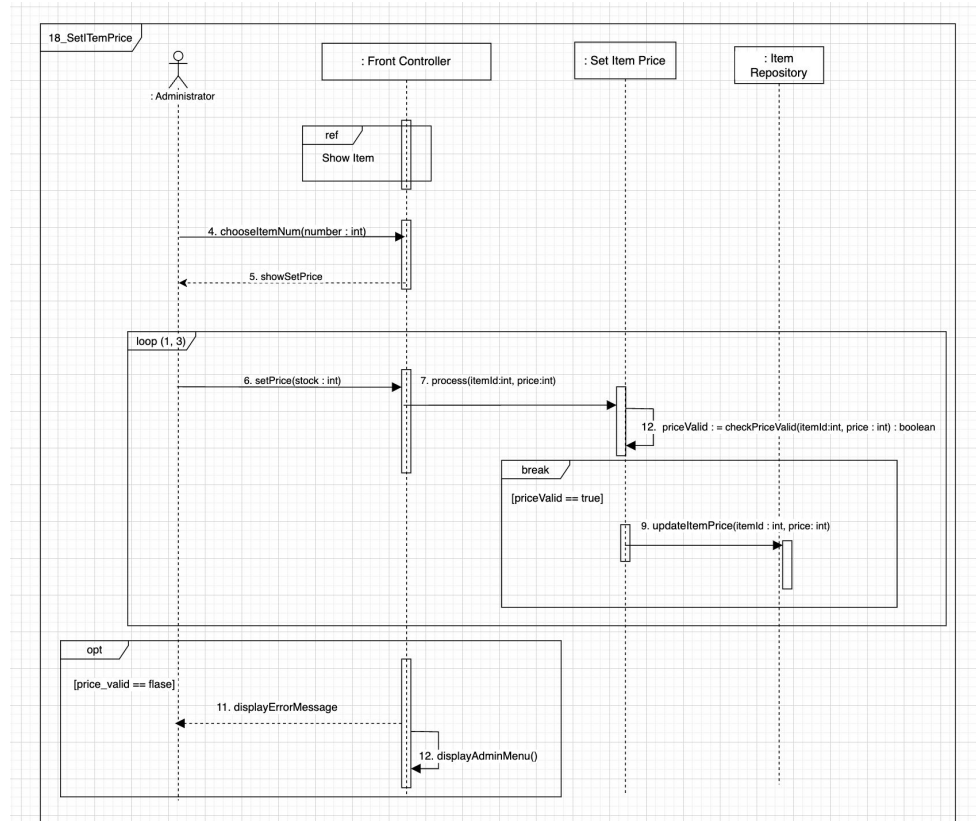 18_SetITemPrice
: Administrator
: Front Controller
: Set Item Price
: Item
Repository
ref
Show Item
4. chooseItemNum(number : int)
5. showSetPrice
loop (1, 3)
6. setPrice(stock : int)
7. process(itemId:int, price:int)
12. priceValid : = checkPriceValid(itemId:int, price : int) : boolean
break
[priceValid == true]
9. updateItemPrice(itemId : int, price: int)
opt
[price_valid == flase]
11. displayErrorMessage
12. displayAdminMenu()